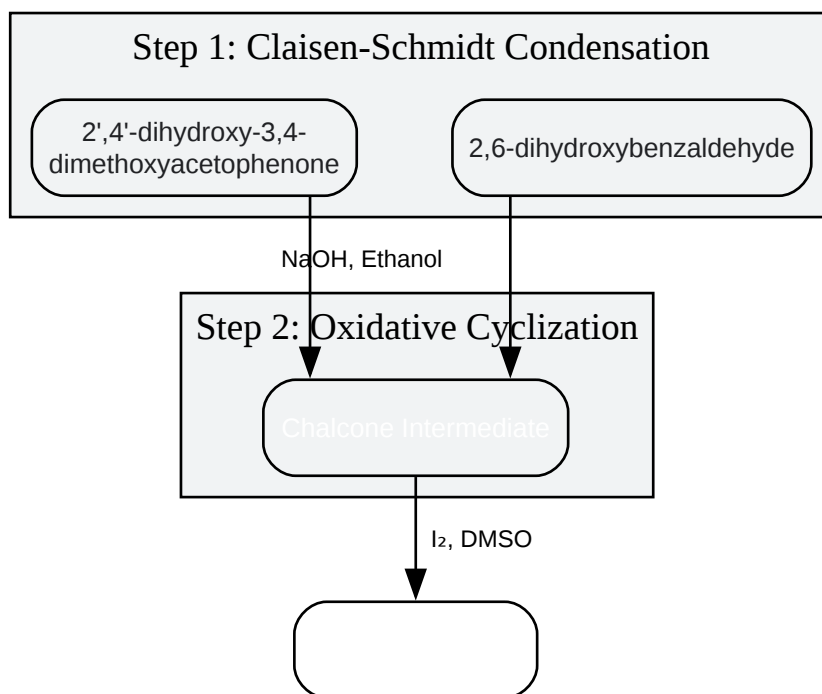 Step 1: Claisen-Schmidt Condensation
2',4'-dihydroxy-3,4-
dimethoxyacetophenone
2,6-dihydroxybenzaldehyde
NaOH, Ethanol
Step 2: Oxidative Cyclization
Chalcone Intermediate
I₂, DMSO